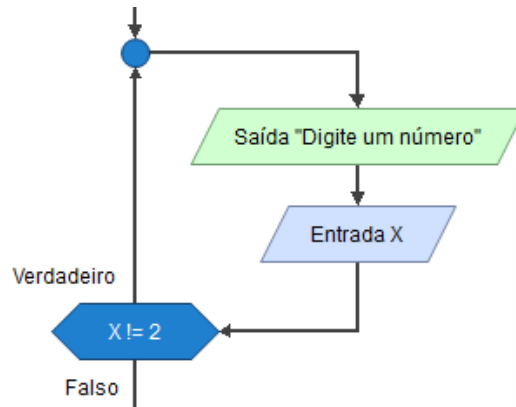 Saída "Digite um número"
Entrada X
Verdadeiro
X != 2
Falso